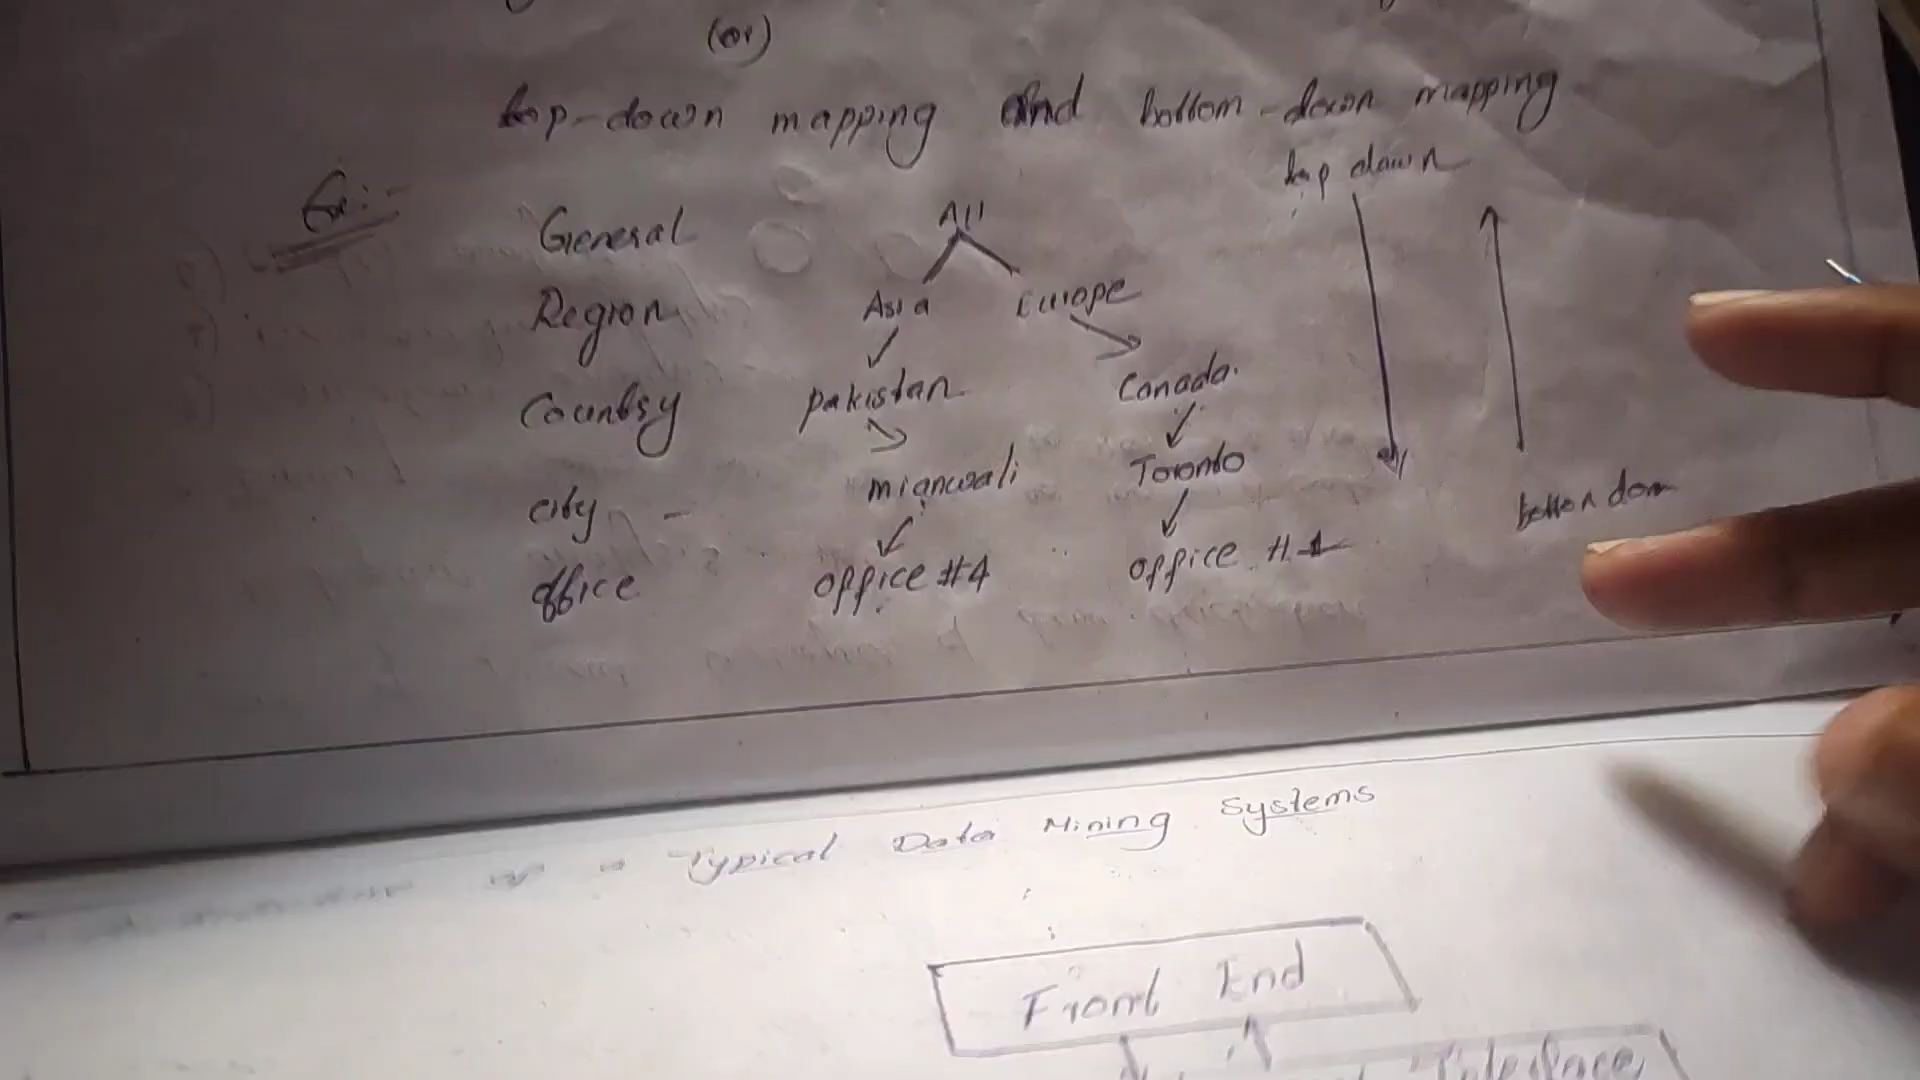 (or)
top-down mapping and bottom-down mapping
top down
Ex:-
General All
Region Asia Europe
Country pakistan Canada.
city mianwali Toronto
bottom down
office office #4 office #1
Typical Data Mining Systems
Front End
Interface